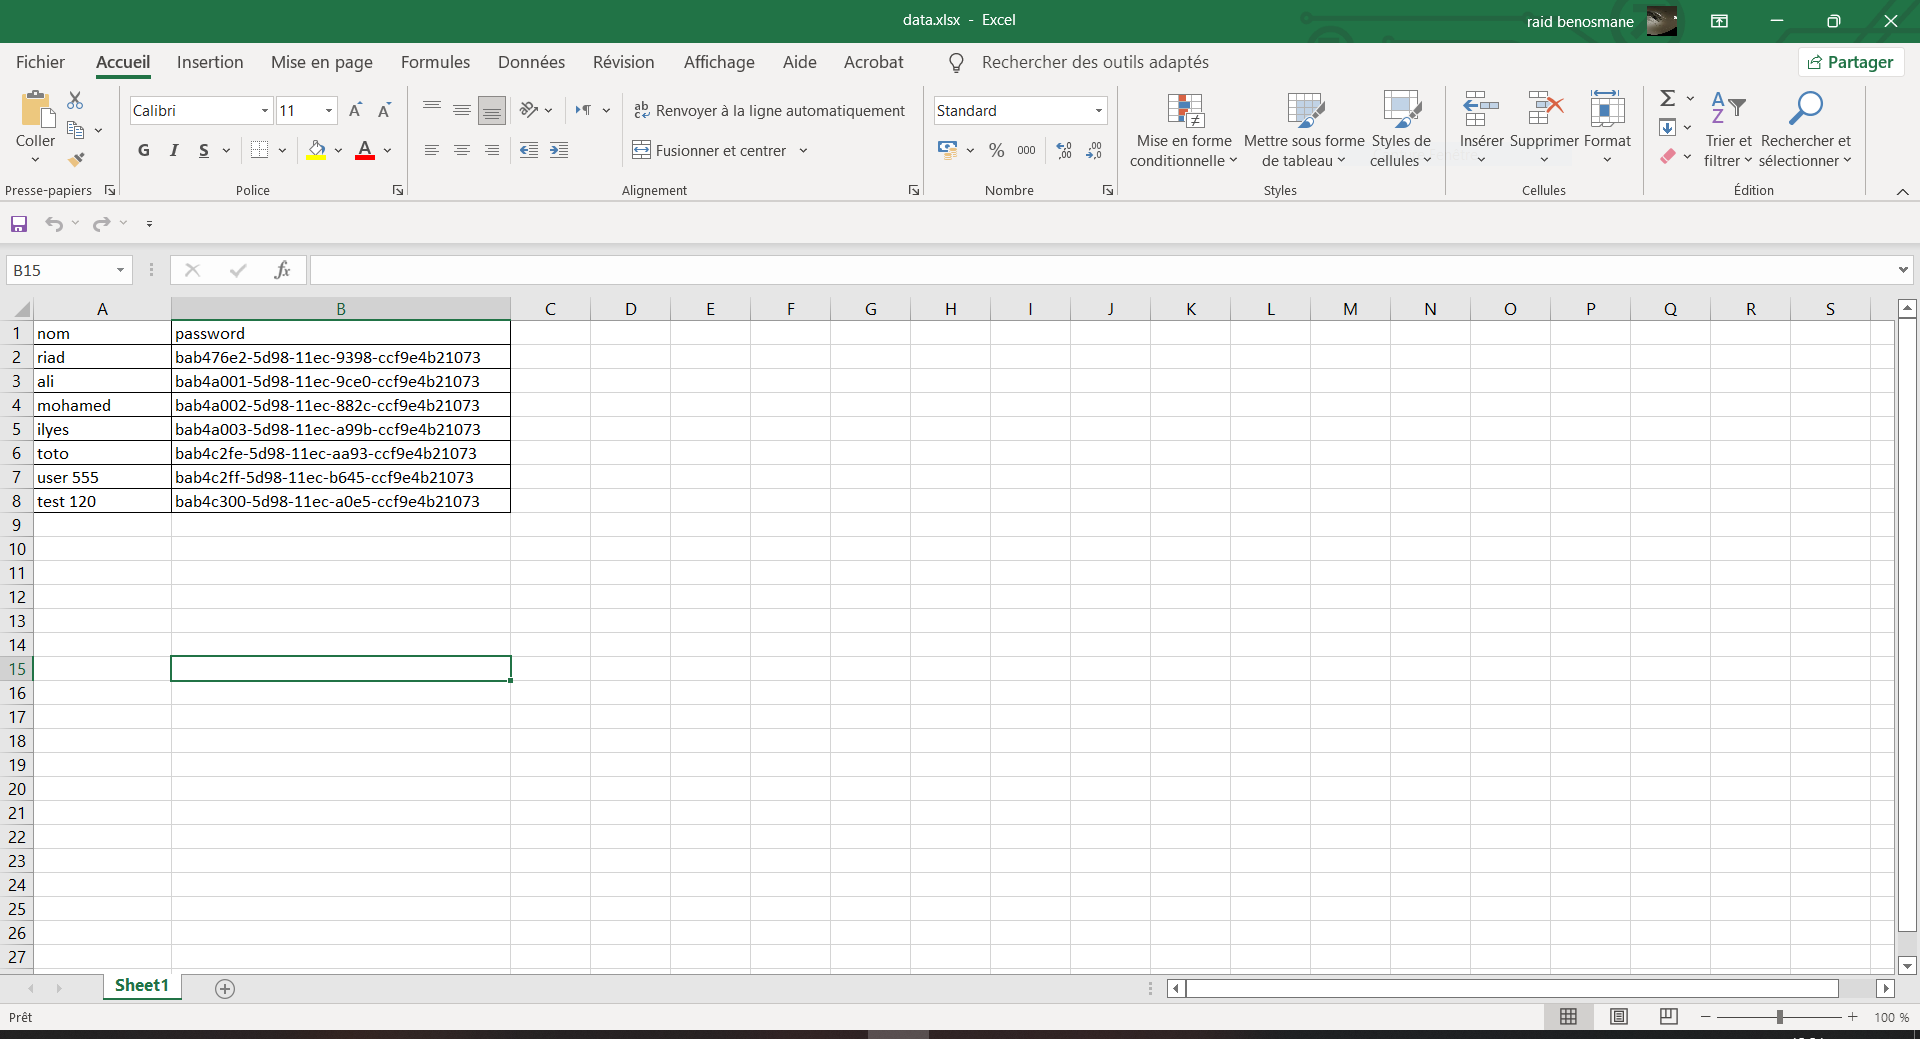 data.xlsx - Excel
raid benosmane
Fichier Accueil Insertion Mise en page Formules Données Révision Affichage Aide Acrobat Rechercher des outils adaptés Partager
Coller
Calibri 11
Renvoyer à la ligne automatiquement
Standard
Mise en forme conditionnelle
Mettre sous forme de tableau
Styles de cellules
Insérer Supprimer Format
Trier et filtrer
Rechercher et sélectionner
G I S A
Fusionner et centrer
% 000
Presse-papiers Police Alignement Nombre Styles Cellules Édition
B15 fx
A B C D E F G H I J K L M N O P Q R S
1 nom password
2 riad bab476e2-5d98-11ec-9398-ccf9e4b21073
3 ali bab4a001-5d98-11ec-9ce0-ccf9e4b21073
4 mohamed bab4a002-5d98-11ec-882c-ccf9e4b21073
5 ilyes bab4a003-5d98-11ec-a99b-ccf9e4b21073
6 toto bab4c2fe-5d98-11ec-aa93-ccf9e4b21073
7 user 555 bab4c2ff-5d98-11ec-b645-ccf9e4b21073
8 test 120 bab4c300-5d98-11ec-a0e5-ccf9e4b21073
9
10
11
12
13
14
15
16
17
18
19
20
21
22
23
24
25
26
27
Sheet1
Prêt
100 %